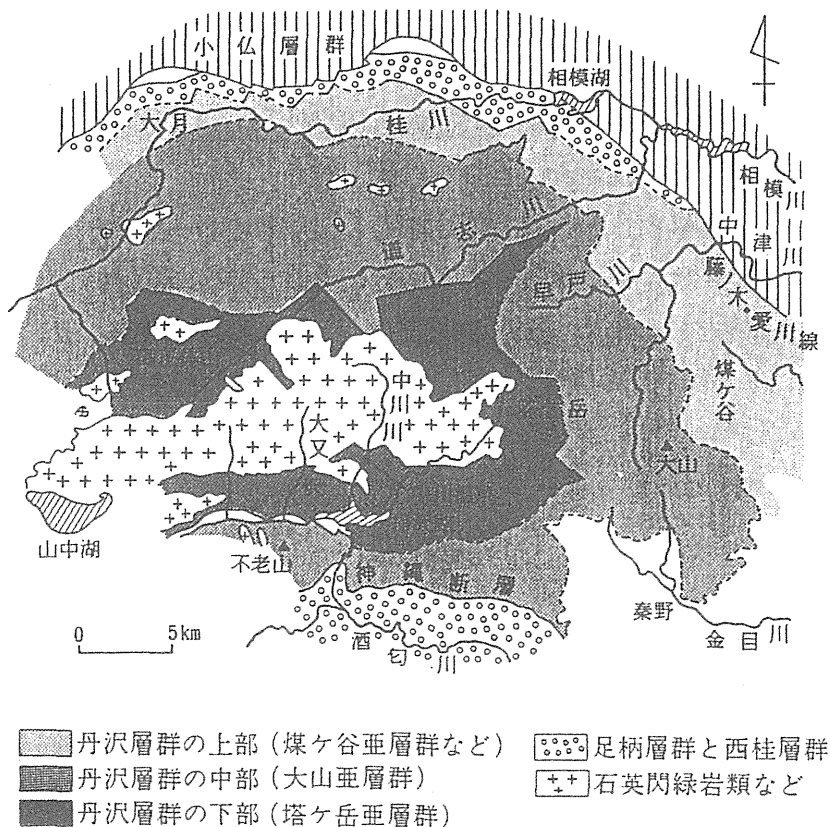 小仏層群
相模湖
大月
桂川
相模川
道志川
中津川
早戸川
藤ノ木・愛川線
煤ケ谷
中川川
大又
岳
大山
山中湖
不老山
神縄断層
秦野
金目川
酒匂川
0 5km
丹沢層群の上部（煤ケ谷亜層群など）
丹沢層群の中部（大山亜層群）
丹沢層群の下部（塔ケ岳亜層群）
足柄層群と西桂層群
石英閃緑岩類など